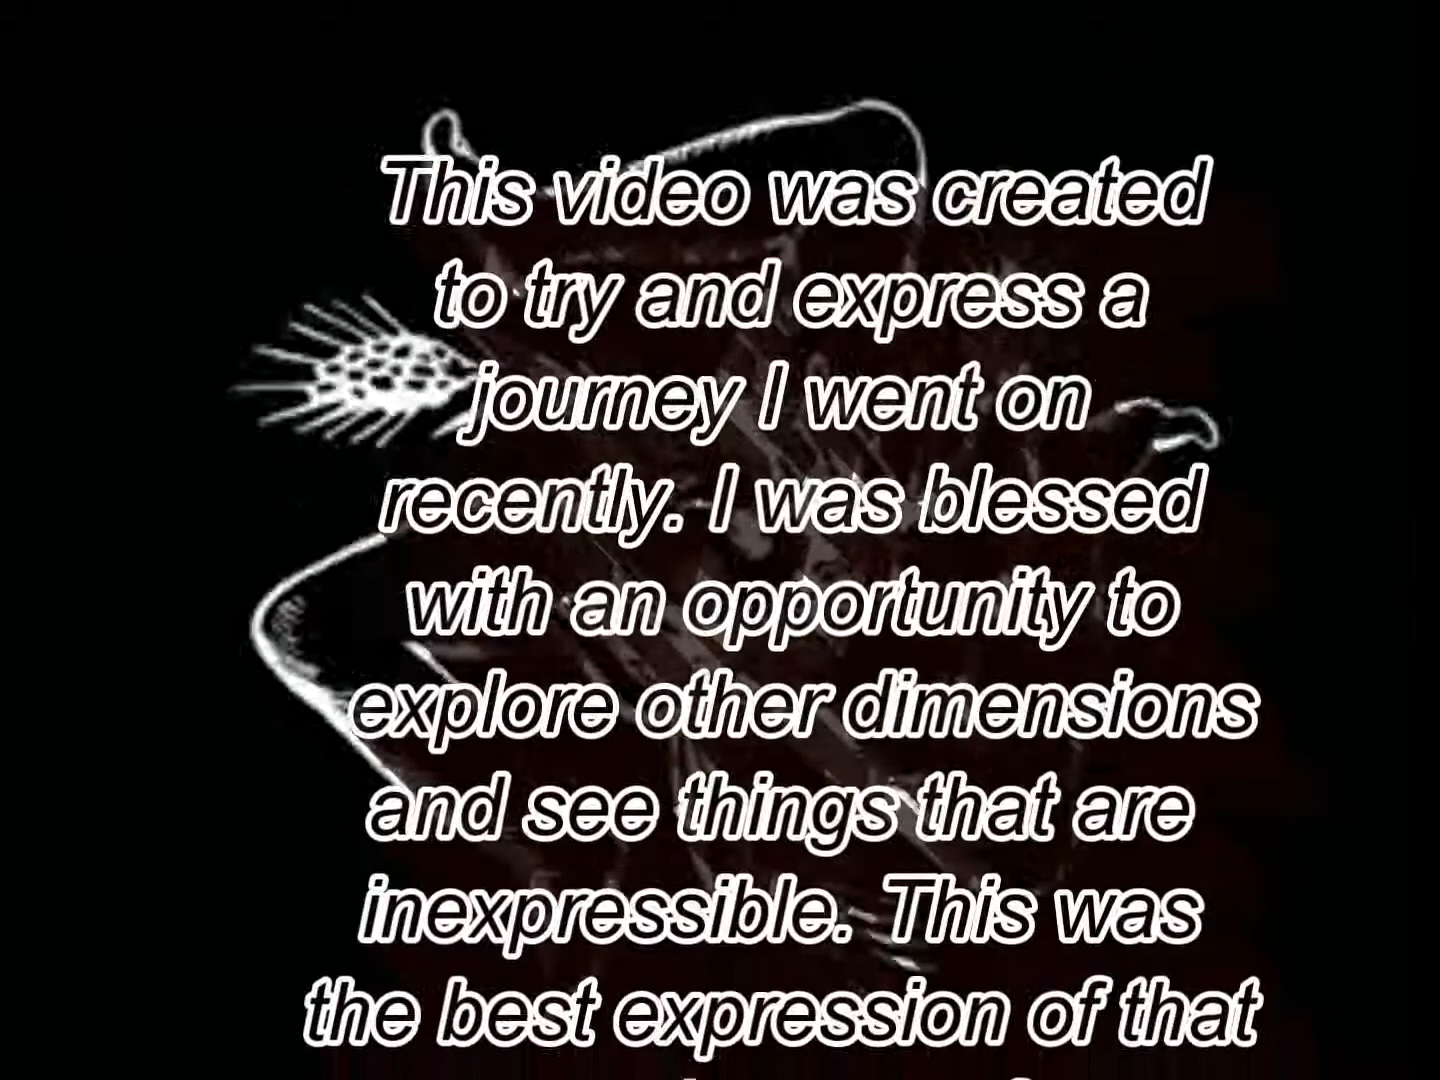 This video was created
to try and express a
journey I went on
recently. I was blessed
with an opportunity to
explore other dimensions
and see things that are
inexpressible. This was
the best expression of that